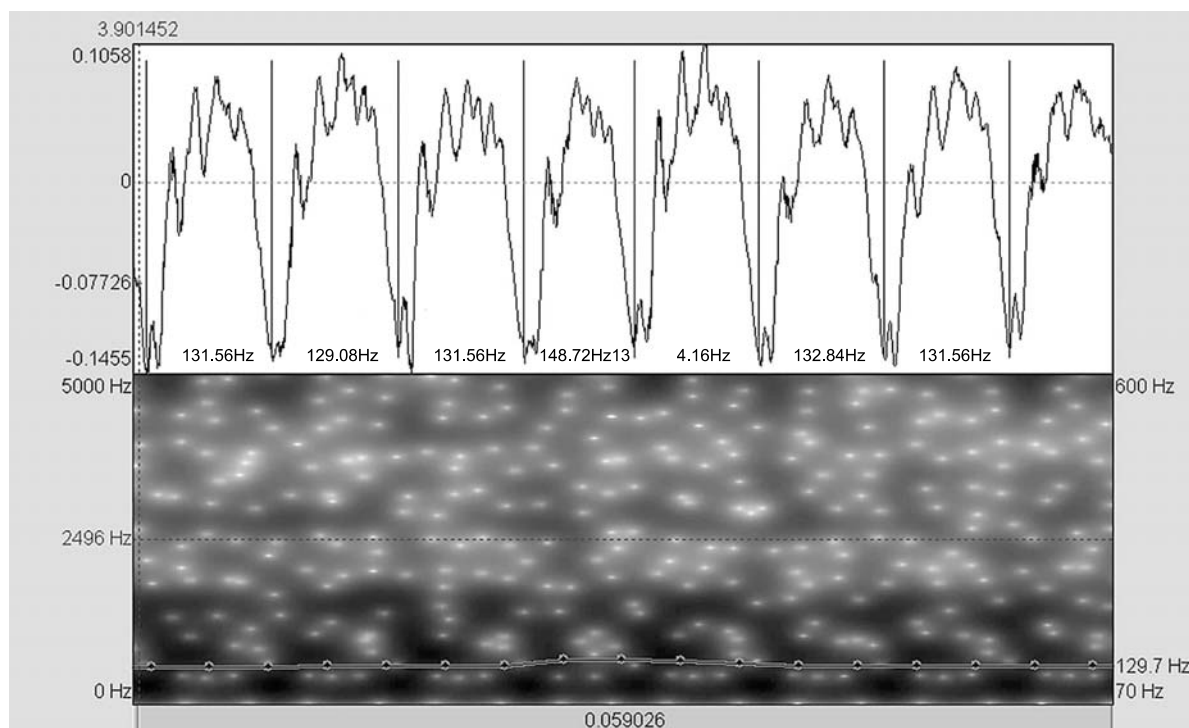 3.901452
0.1058
0
-0.07726
-0.1455
131.56Hz 129.08Hz 131.56Hz 148.72Hz13 4.16Hz 132.84Hz 131.56Hz
5000 Hz 600 Hz
2496 Hz
129.7 Hz
0 Hz 70 Hz
0.059026